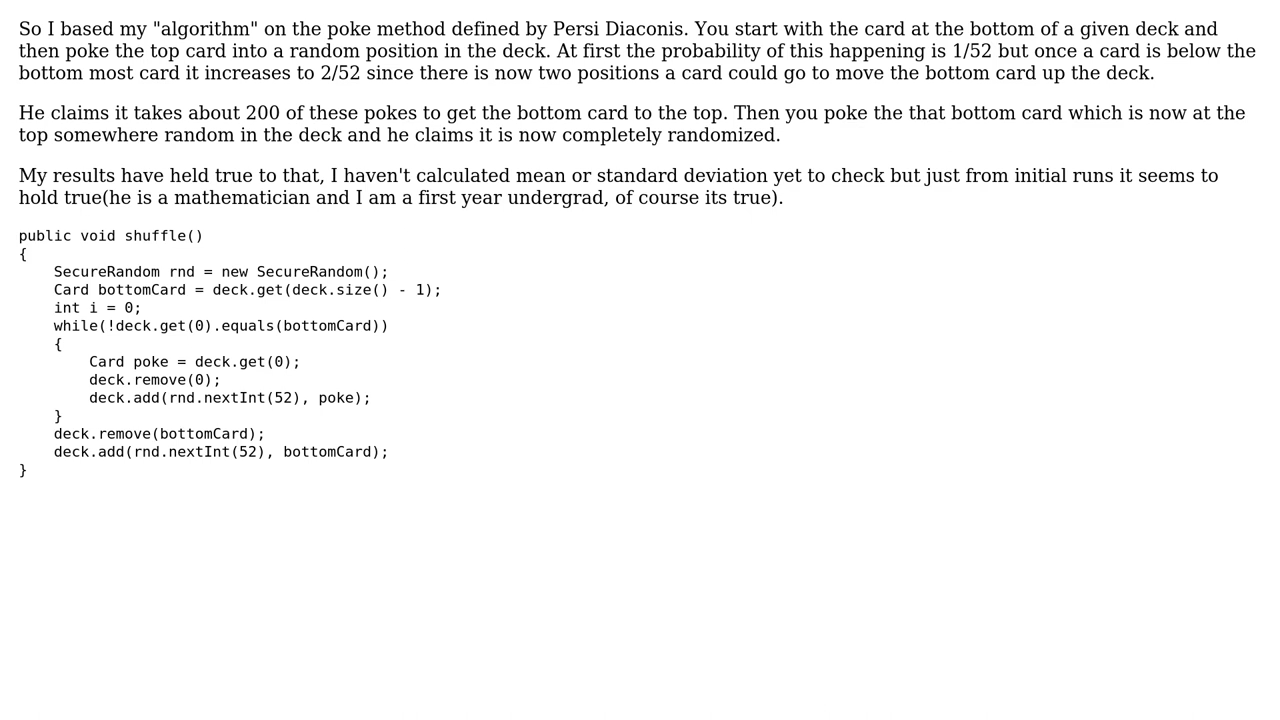 So I based my "algorithm" on the poke method defined by Persi Diaconis. You start with the card at the bottom of a given deck and
then poke the top card into a random position in the deck. At first the probability of this happening is 1/52 but once a card is below the
bottom most card it increases to 2/52 since there is now two positions a card could go to move the bottom card up the deck.
He claims it takes about 200 of these pokes to get the bottom card to the top. Then you poke the that bottom card which is now at the
top somewhere random in the deck and he claims it is now completely randomized.
My results have held true to that, I haven't calculated mean or standard deviation yet to check but just from initial runs it seems to
hold true(he is a mathematician and I am a first year undergrad, of course its true).
public void shuffle()
{
    SecureRandom rnd = new SecureRandom();
    Card bottomCard = deck.get(deck.size() - 1);
    int i = 0;
    while(!deck.get(0).equals(bottomCard))
    {
        Card poke = deck.get(0);
        deck.remove(0);
        deck.add(rnd.nextInt(52), poke);
    }
    deck.remove(bottomCard);
    deck.add(rnd.nextInt(52), bottomCard);
}